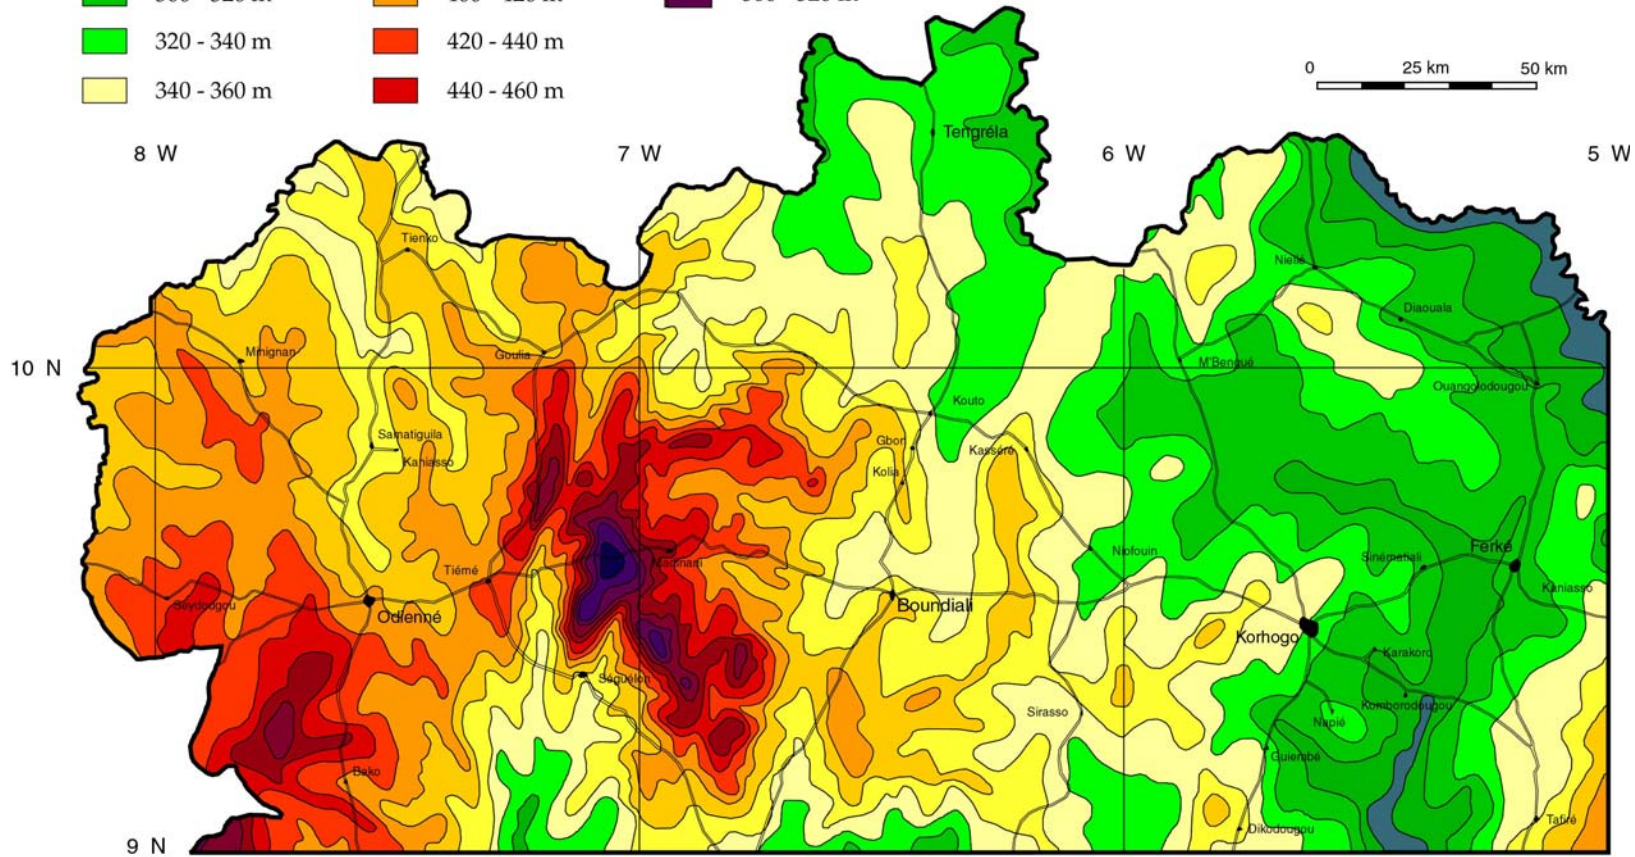 320 - 340 m
420 - 440 m
340 - 360 m
440 - 460 m
0 25 km 50 km
Tengréla
8 W 7 W 6 W 5 W
Tienko
Niellé
Diaouala
Minignan
Goulia
10 N
M'Bengué
Ouangolodougou
Kouto
Samatiguila
Gbon
Kasséré
Kaniasso
Kolia
Niofouin
Ferké
Sinématiali
Tiémé
Madinani
Kaniasso
Seydougou
Boundiali
Odienné
Korhogo
Karakoro
Séguélon
Komborodougou
Sirasso
Napié
Guiembé
Bako
Tafiré
Dikodougou
9 N